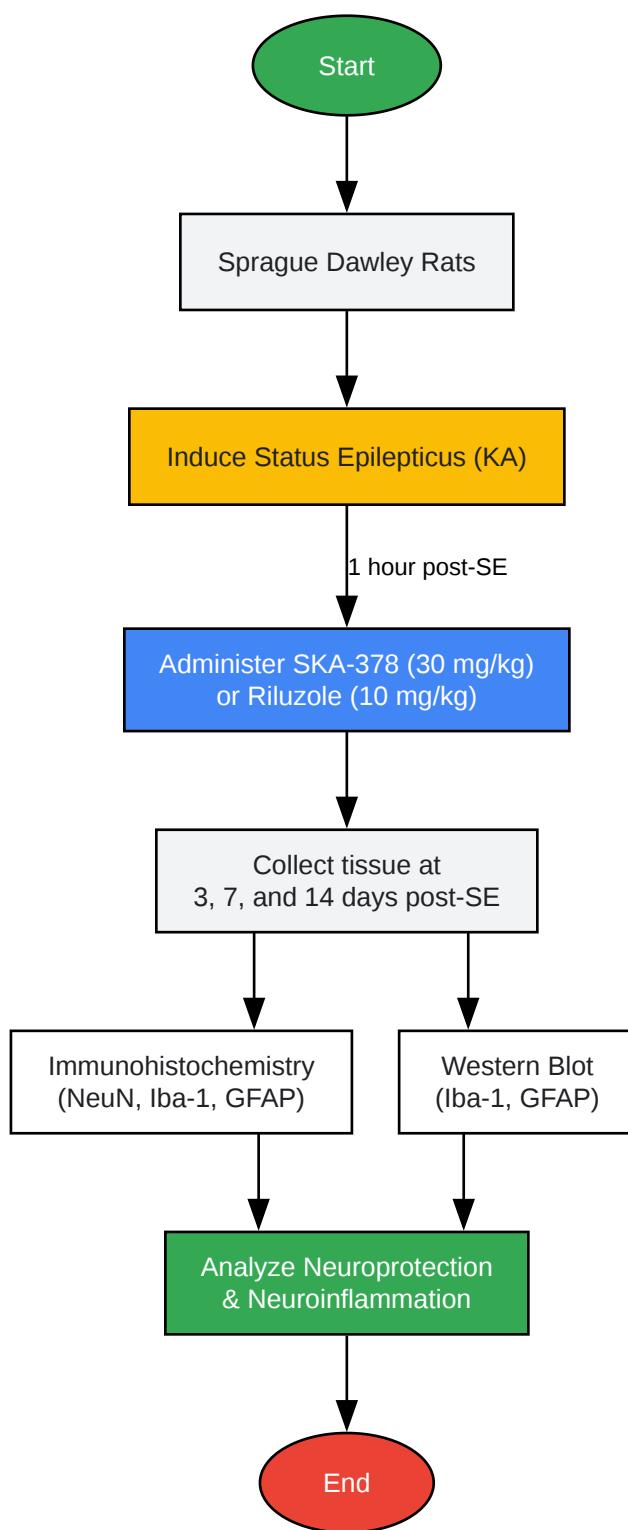 Start
Sprague Dawley Rats
Induce Status Epilepticus (KA)
1 hour post-SE
Administer SKA-378 (30 mg/kg)
or Riluzole (10 mg/kg)
Collect tissue at
3, 7, and 14 days post-SE
Immunohistochemistry
(NeuN, Iba-1, GFAP)
Western Blot
(Iba-1, GFAP)
Analyze Neuroprotection
& Neuroinflammation
End